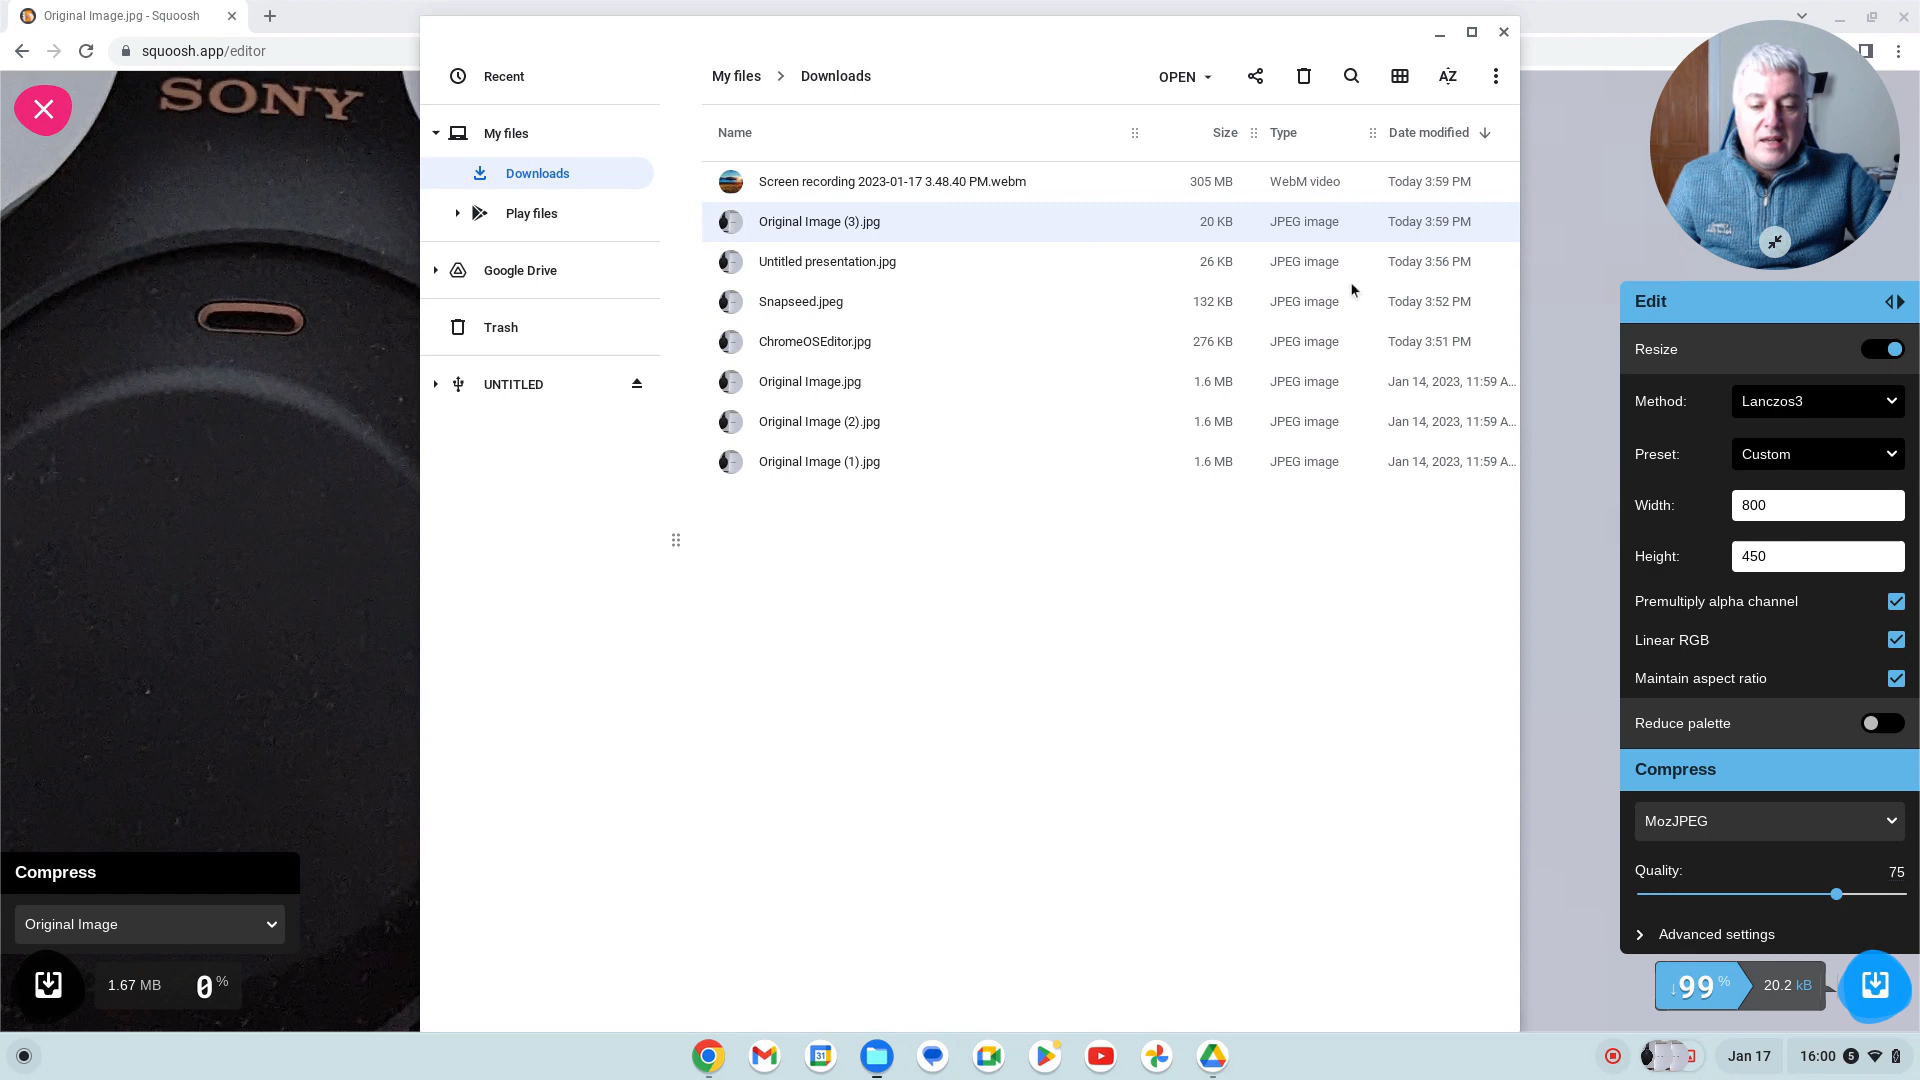 Original Image.jpg - Squoosh
squoosh.app/editor
SONY
Recent
My files
Downloads
Play files
Google Drive
Trash
UNTITLED
My files > Downloads
OPEN
AZ
Name Size Type Date modified
Screen recording 2023-01-17 3.48.40 PM.webm 305 MB WebM video Today 3:59 PM
Original Image (3).jpg 20 KB JPEG image Today 3:59 PM
Untitled presentation.jpg 26 KB JPEG image Today 3:56 PM
Snapseed.jpeg 132 KB JPEG image Today 3:52 PM
ChromeOSEditor.jpg 276 KB JPEG image Today 3:51 PM
Original Image.jpg 1.6 MB JPEG image Jan 14, 2023, 11:59 A...
Original Image (2).jpg 1.6 MB JPEG image Jan 14, 2023, 11:59 A...
Original Image (1).jpg 1.6 MB JPEG image Jan 14, 2023, 11:59 A...
Edit
Resize
Method: Lanczos3
Preset: Custom
Width: 800
Height: 450
Premultiply alpha channel
Linear RGB
Maintain aspect ratio
Reduce palette
Compress
MozJPEG
Quality: 75
Advanced settings
↓99 % 20.2 kB
Compress
Original Image
1.67 MB 0 %
31
Jan 17 16:00 5